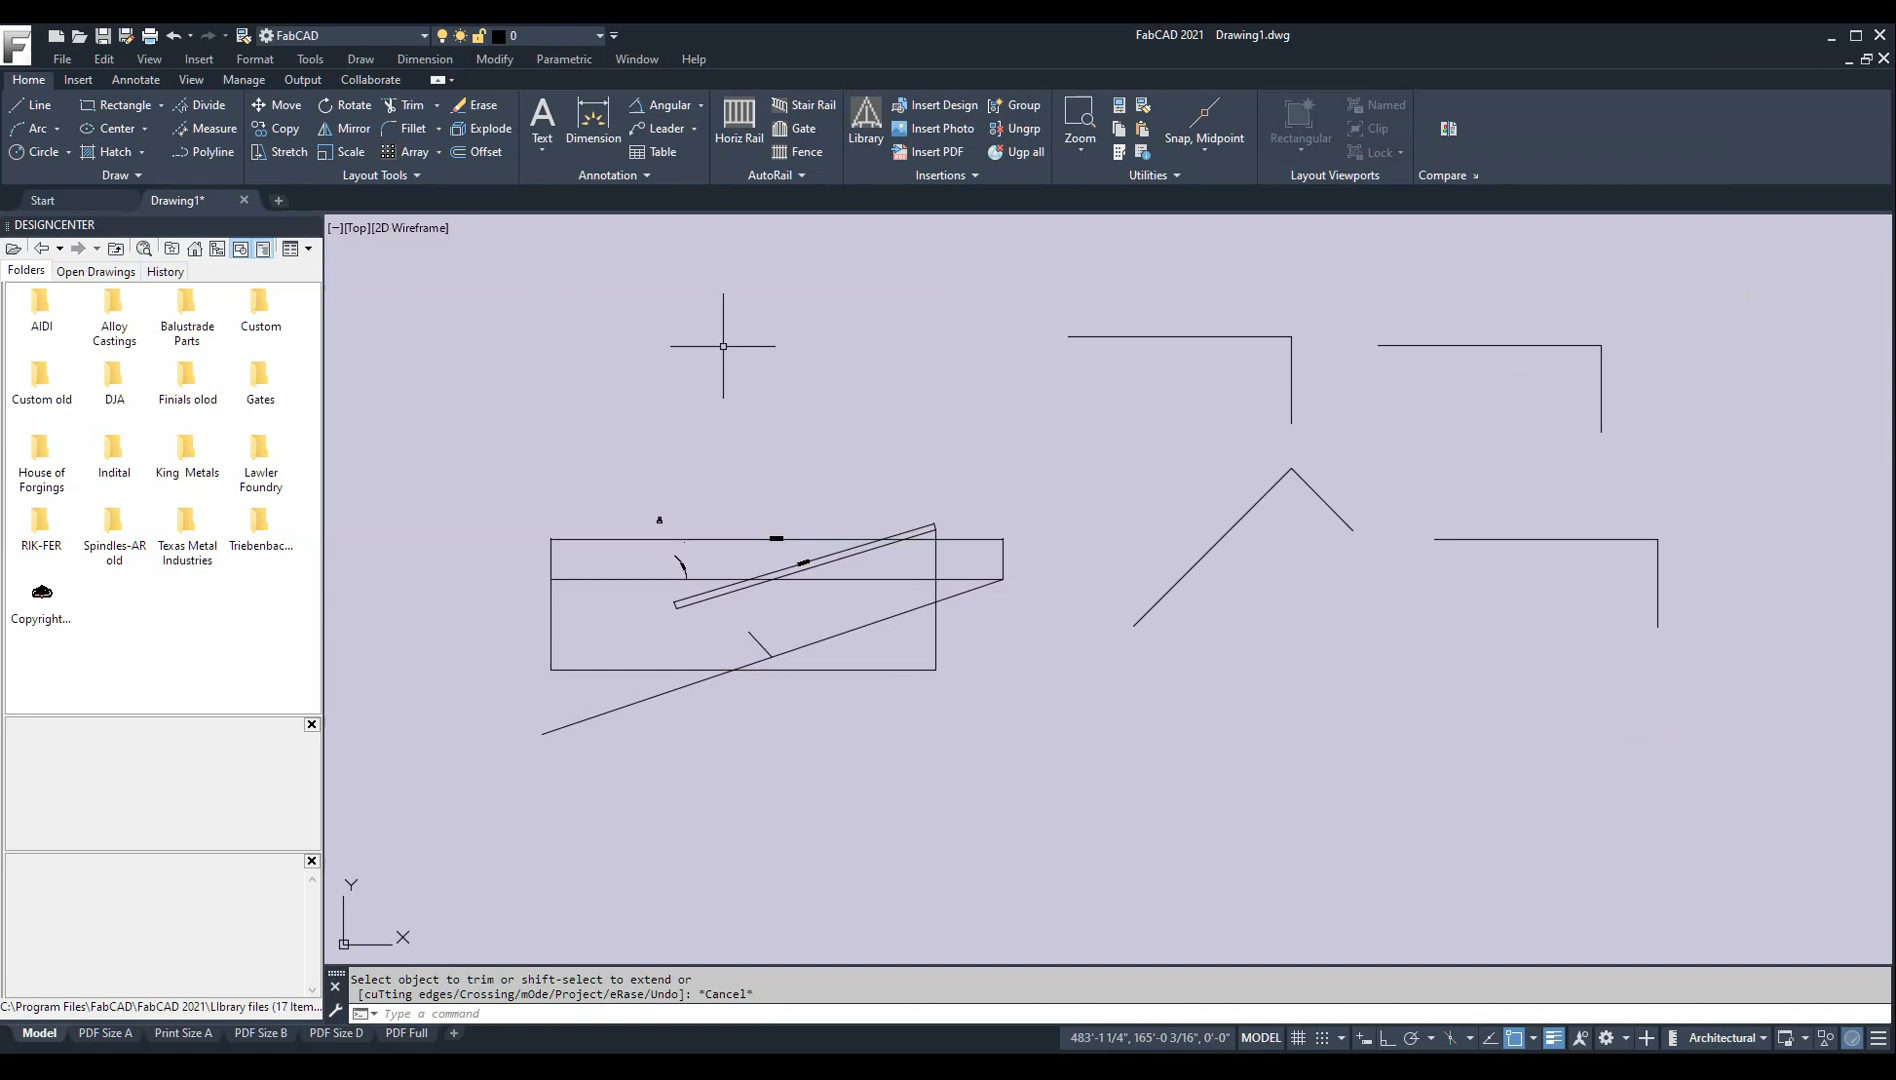 FabCAD
0
FabCAD 2021 Drawing1.dwg
File Edit View Insert Format Tools Draw Dimension Modify Parametric Window Help
Home Insert Annotate View Manage Output Collaborate
Line Rectangle Divide Move Rotate Trim Erase Angular Stair Rail Insert Design Group Named
Arc Center Measure Copy Mirror Fillet Explode Text Dimension Leader Horiz Rail Gate Library Insert Photo Ungrp Zoom Snap, Midpoint Rectangular Clip
Circle Hatch Polyline Stretch Scale Array Offset Table Fence Insert PDF Ugp all Lock
Draw Layout Tools Annotation AutoRail Insertions Utilities Layout Viewports Compare
Start Drawing1*
DESIGNCENTER
[−][Top][2D Wireframe]
Folders Open Drawings History
AIDI
Alloy Castings
Balustrade Parts
Custom
Custom old
DJA
Finials olod
Gates
House of Forgings
Indital
King Metals
Lawler Foundry
RIK-FER
Spindles-AR old
Texas Metal Industries
Triebenbac...
Copyright...
Y
X
Select object to trim or shift-select to extend or
[cuTting edges/Crossing/mOde/Project/eRase/Undo]: *Cancel*
C:\Program Files\FabCAD\FabCAD 2021\LIbrary files (17 Item...
Type a command
Model PDF Size A Print Size A PDF Size B PDF Size D PDF Full
483'-1 1/4", 165'-0 3/16", 0'-0" MODEL Architectural